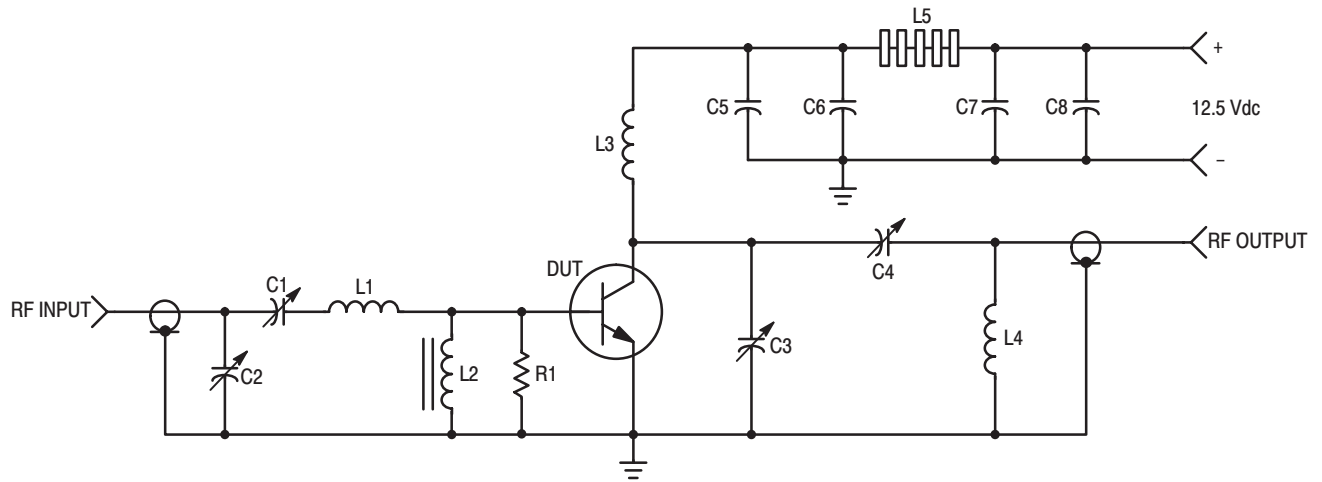 L5
+
C5
C6
C7
C8
12.5 Vdc
L3
–
RF OUTPUT
DUT
C4
C1
L1
RF INPUT
C3
L4
C2
L2
R1